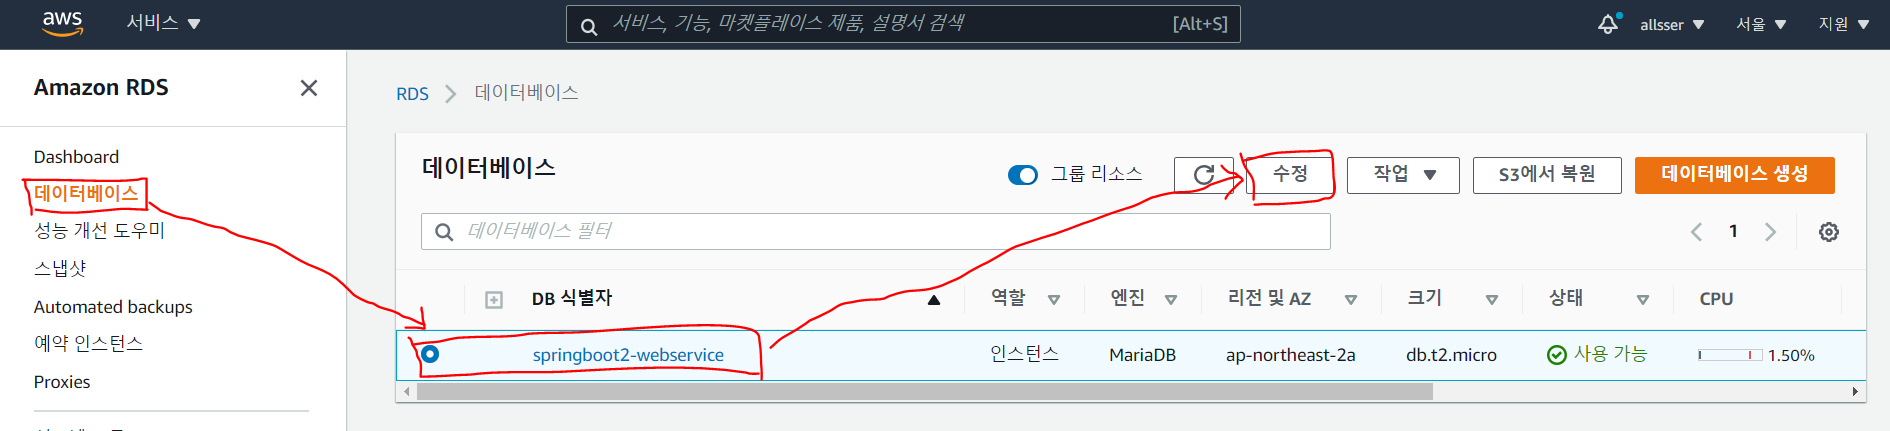 aws 서비스 ▼ 서비스, 기능, 마켓플레이스 제품, 설명서 검색 [Alt+S] allsser ▼ 서울 ▼ 지원 ▼
Amazon RDS
RDS > 데이터베이스
Dashboard
데이터베이스
성능 개선 도우미
스냅샷
Automated backups
예약 인스턴스
Proxies
데이터베이스 그룹 리소스 수정 작업 ▼ S3에서 복원 데이터베이스 생성
데이터베이스 필터 < 1 >
DB 식별자 역할 엔진 리전 및 AZ 크기 상태 CPU
springboot2-webservice 인스턴스 MariaDB ap-northeast-2a db.t2.micro 사용 가능 1.50%